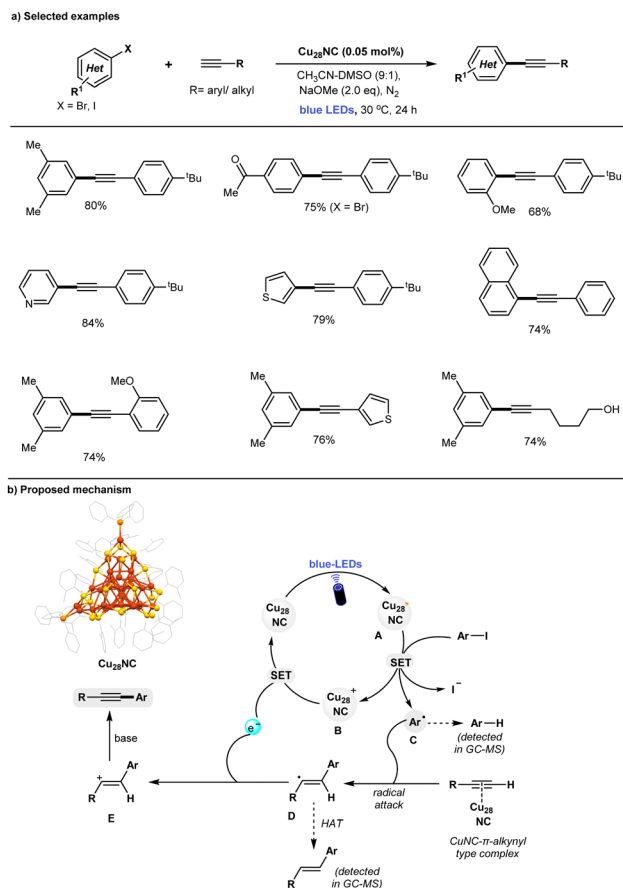 a) Selected examples
X
Het
R¹
X = Br, I
+
R
R= aryl/ alkyl
Cu₂₈NC (0.05 mol%)
CH₃CN-DMSO (9:1),
NaOMe (2.0 eq), N₂
blue LEDs, 30 ⁰C, 24 h
Het
R¹
R
Me
Me
ᵗBu
80%
O
Me
ᵗBu
75% (X = Br)
OMe
ᵗBu
68%
N
ᵗBu
84%
S
ᵗBu
79%
74%
Me
MeO
Me
74%
Me
S
Me
76%
Me
OH
Me
74%
b) Proposed mechanism
Cu₂₈NC
blue-LEDs
Cu₂₈
NC
Cu₂₈*
NC
A
Ar–I
SET
I⁻
SET
Cu₂₈⁺
NC
B
Ar•
C
Ar–H
(detected
in GC-MS)
R
Ar
base
e⁻
+
Ar
R
H
E
•
Ar
R
H
D
radical
attack
R
H
Cu₂₈
NC
CuNC-π-alkynyl
type complex
HAT
Ar
R
(detected
in GC-MS)